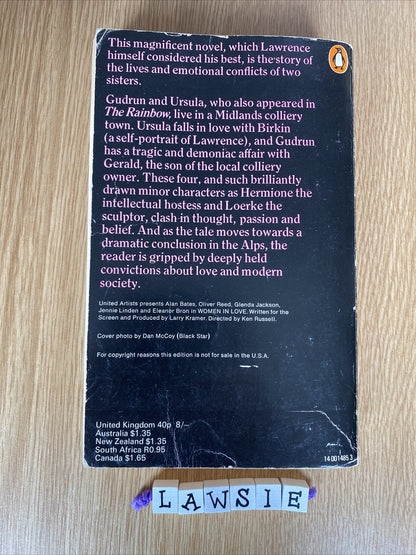 This magnificent novel, which Lawrence
himself considered his best, is the story of
the lives and emotional conflicts of two
sisters.
Gudrun and Ursula, who also appeared in
The Rainbow, live in a Midlands colliery
town. Ursula falls in love with Birkin
(a self-portrait of Lawrence), and Gudrun
has a tragic and demoniac affair with
Gerald, the son of the local colliery
owner. These four, and such brilliantly
drawn minor characters as Hermione the
intellectual hostess and Loerke the
sculptor, clash in thought, passion and
belief. And as the tale moves towards a
dramatic conclusion in the Alps, the
reader is gripped by deeply held
convictions about love and modern
society.
United Artists presents Alan Bates, Oliver Reed, Glenda Jackson,
Jennie Linden and Eleanor Bron in WOMEN IN LOVE. Written for the
Screen and Produced by Larry Kramer. Directed by Ken Russell.
Cover photo by Dan McCoy (Black Star)
For copyright reasons this edition is not for sale in the U.S.A.
United Kingdom 40p 8/–
Australia $1.35
New Zealand $1.35
South Africa R0.95
Canada $1.65
14 001485 3
LAWSIE